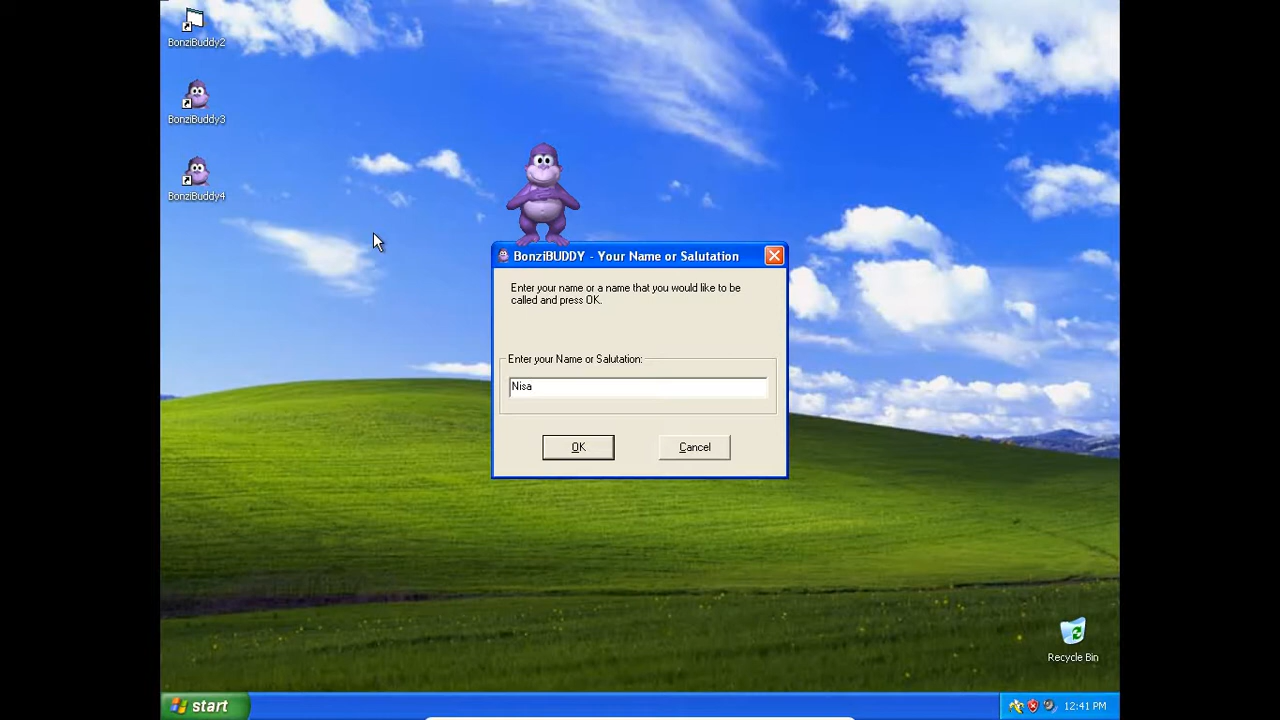 BonziBuddy2
BonziBuddy3
BonziBuddy4
BonziBUDDY - Your Name or Salutation
Enter your name or a name that you would like to be
called and press OK.
Enter your Name or Salutation:
Nisa
OK
Cancel
Recycle Bin
start
12:41 PM